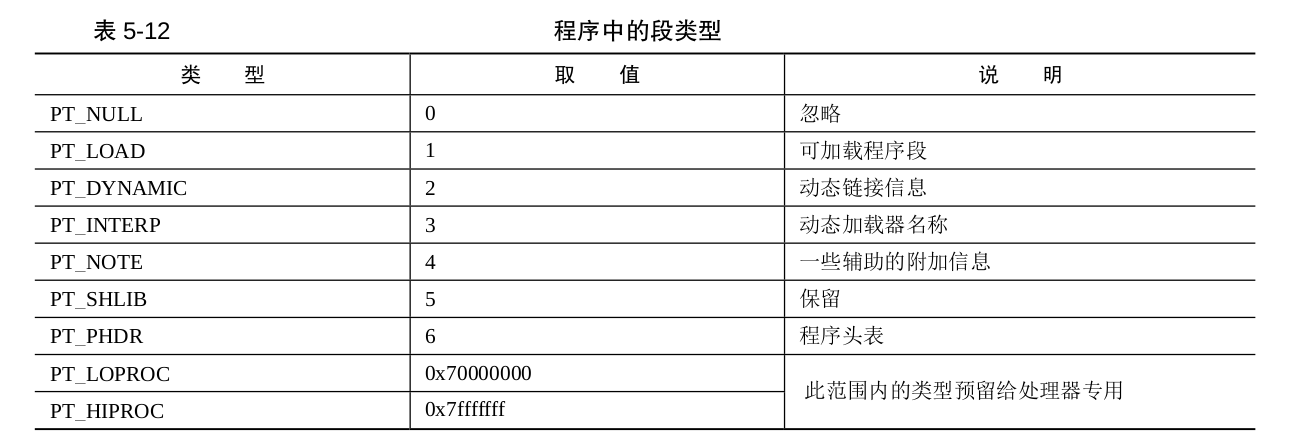 表 5-12 程序中的段类型
类 型 取 值 说 明
PT_NULL 0 忽略
PT_LOAD 1 可加载程序段
PT_DYNAMIC 2 动态链接信息
PT_INTERP 3 动态加载器名称
PT_NOTE 4 一些辅助的附加信息
PT_SHLIB 5 保留
PT_PHDR 6 程序头表
PT_LOPROC 0x70000000 此范围内的类型预留给处理器专用
PT_HIPROC 0x7fffffff